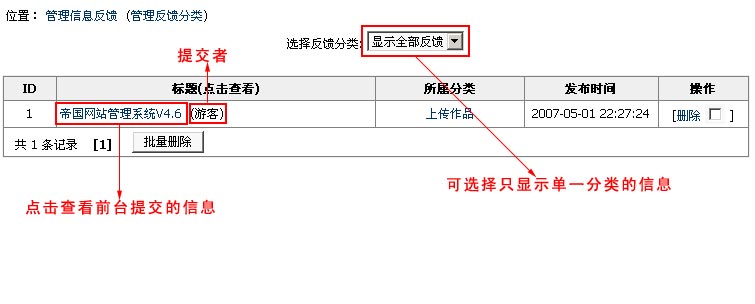 位置： 管理信息反馈 (管理反馈分类)
选择反馈分类: 显示全部反馈
提交者
ID 标题(点击查看) 所属分类 发布时间 操作
1 帝国网站管理系统V4.6 (游客) 上传作品 2007-05-01 22:27:24 [删除 ]
共 1 条记录 [1] 批量删除
可选择只显示单一分类的信息
点击查看前台提交的信息